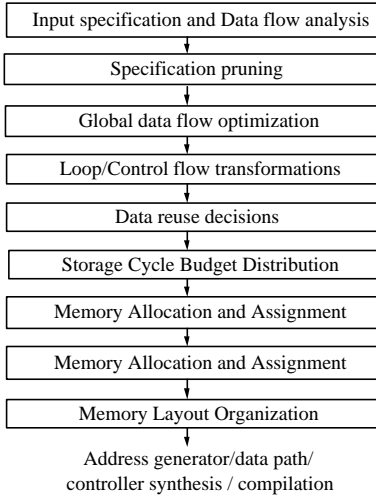 Input specification and Data flow analysis
Specification pruning
Global data flow optimization
Loop/Control flow transformations
Data reuse decisions
Storage Cycle Budget Distribution
Memory Allocation and Assignment
Memory Allocation and Assignment
Memory Layout Organization
Address generator/data path/
controller synthesis / compilation